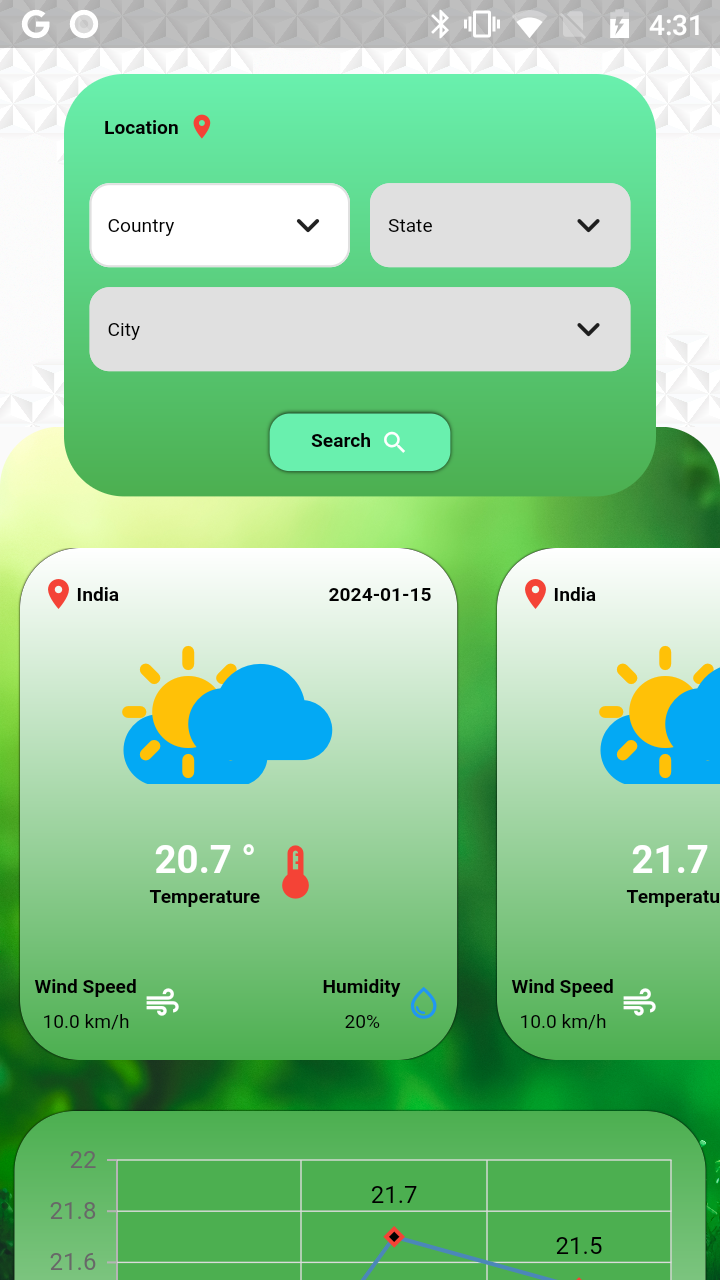 4:31
Location
Country
State
City
Search
India 2024-01-15
20.7 °
Temperature
Wind Speed
10.0 km/h
Humidity
20%
India
21.7
Temperatu
Wind Speed
10.0 km/h
22
21.8
21.6
21.7
21.5